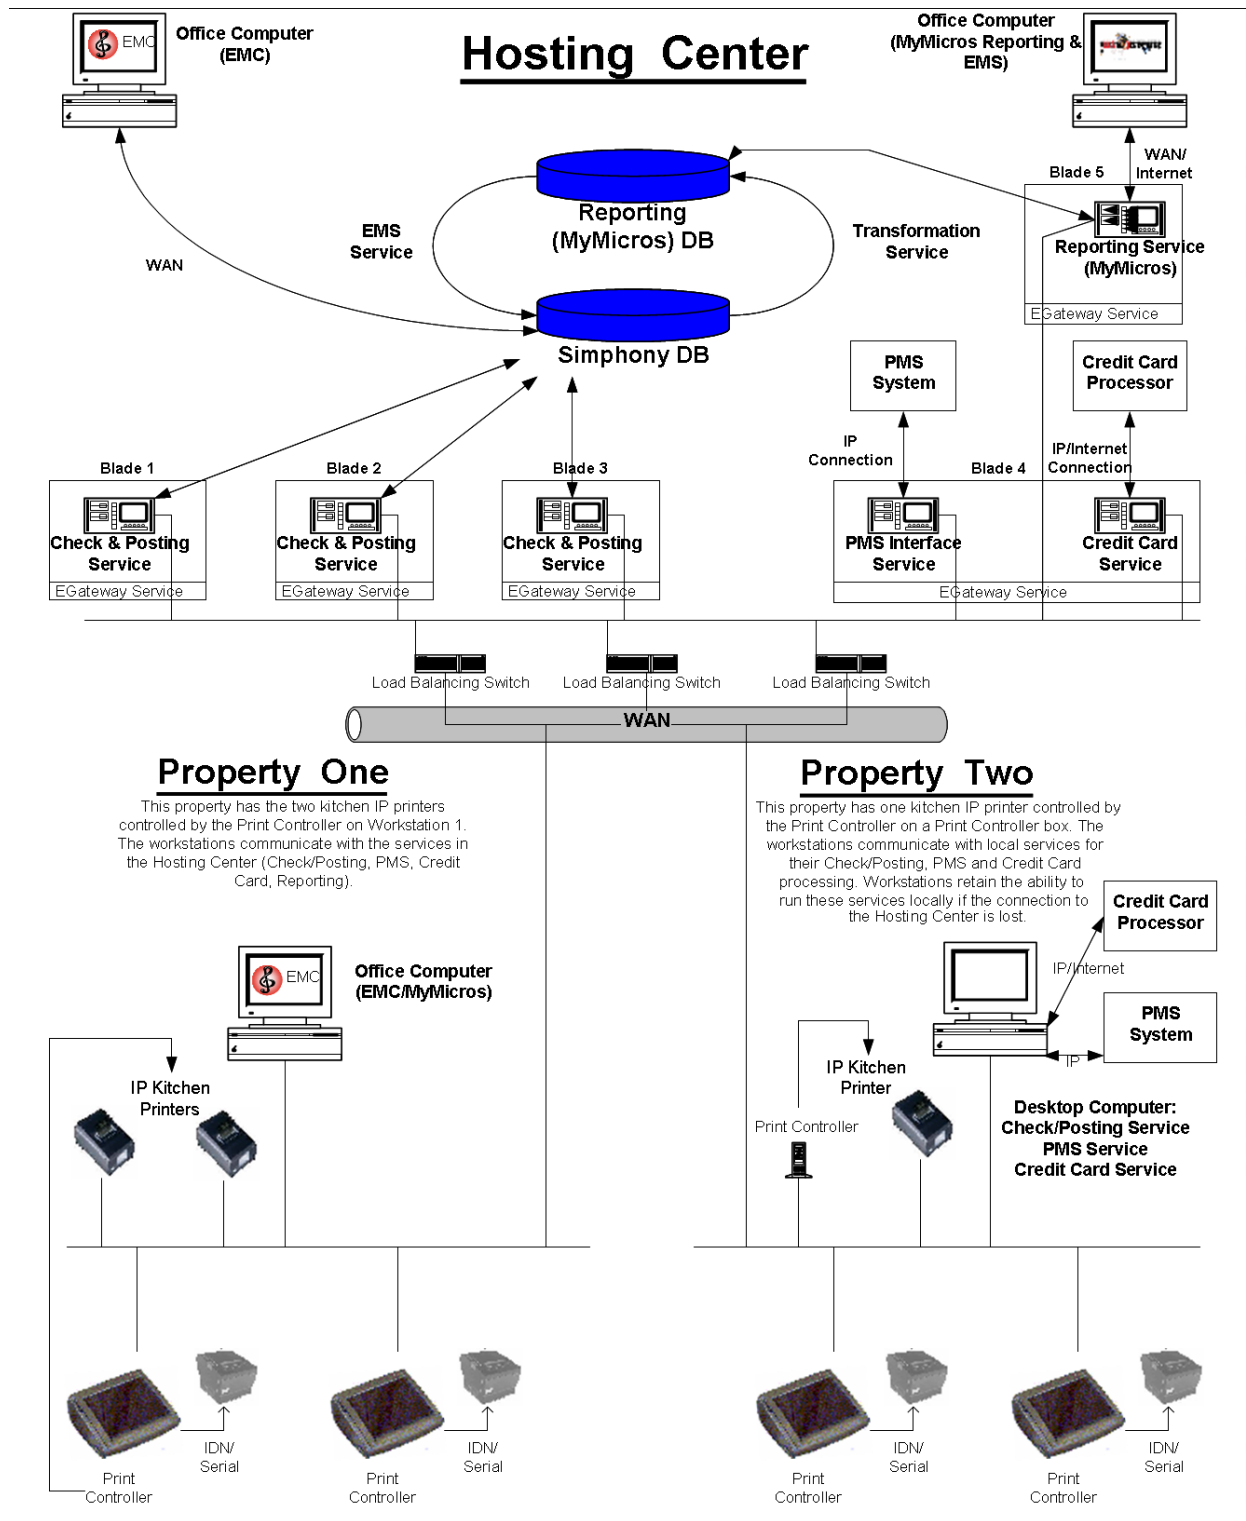 EMC
Office Computer
(EMC)
Hosting Center
Office Computer
(MyMicros Reporting &
EMS)
WAN/
Internet
Blade 5
Reporting Service
(MyMicros)
EGateway Service
Reporting
(MyMicros) DB
EMS
Service
Transformation
Service
WAN
Simphony DB
PMS
System
Credit Card
Processor
IP
Connection
IP/Internet
Connection
Blade 1
Check & Posting
Service
EGateway Service
Blade 2
Check & Posting
Service
EGateway Service
Blade 3
Check & Posting
Service
EGateway Service
Blade 4
PMS Interface
Service
Credit Card
Service
EGateway Service
Load Balancing Switch
Load Balancing Switch
Load Balancing Switch
WAN
Property One
This property has the two kitchen IP printers
controlled by the Print Controller on Workstation 1.
The workstations communicate with the services in
the Hosting Center (Check/Posting, PMS, Credit
Card, Reporting).
EMC
Office Computer
(EMC/MyMicros)
IP Kitchen
Printers
IDN/
Serial
Print
Controller
IDN/
Serial
Print
Controller
Property Two
This property has one kitchen IP printer controlled by
the Print Controller on a Print Controller box. The
workstations communicate with local services for
their Check/Posting, PMS and Credit Card
processing. Workstations retain the ability to
run these services locally if the connection to
the Hosting Center is lost.
Credit Card
Processor
IP/Internet
PMS
System
IP
IP Kitchen
Printer
Print Controller
Desktop Computer:
Check/Posting Service
PMS Service
Credit Card Service
IDN/
Serial
Print
Controller
IDN/
Serial
Print
Controller